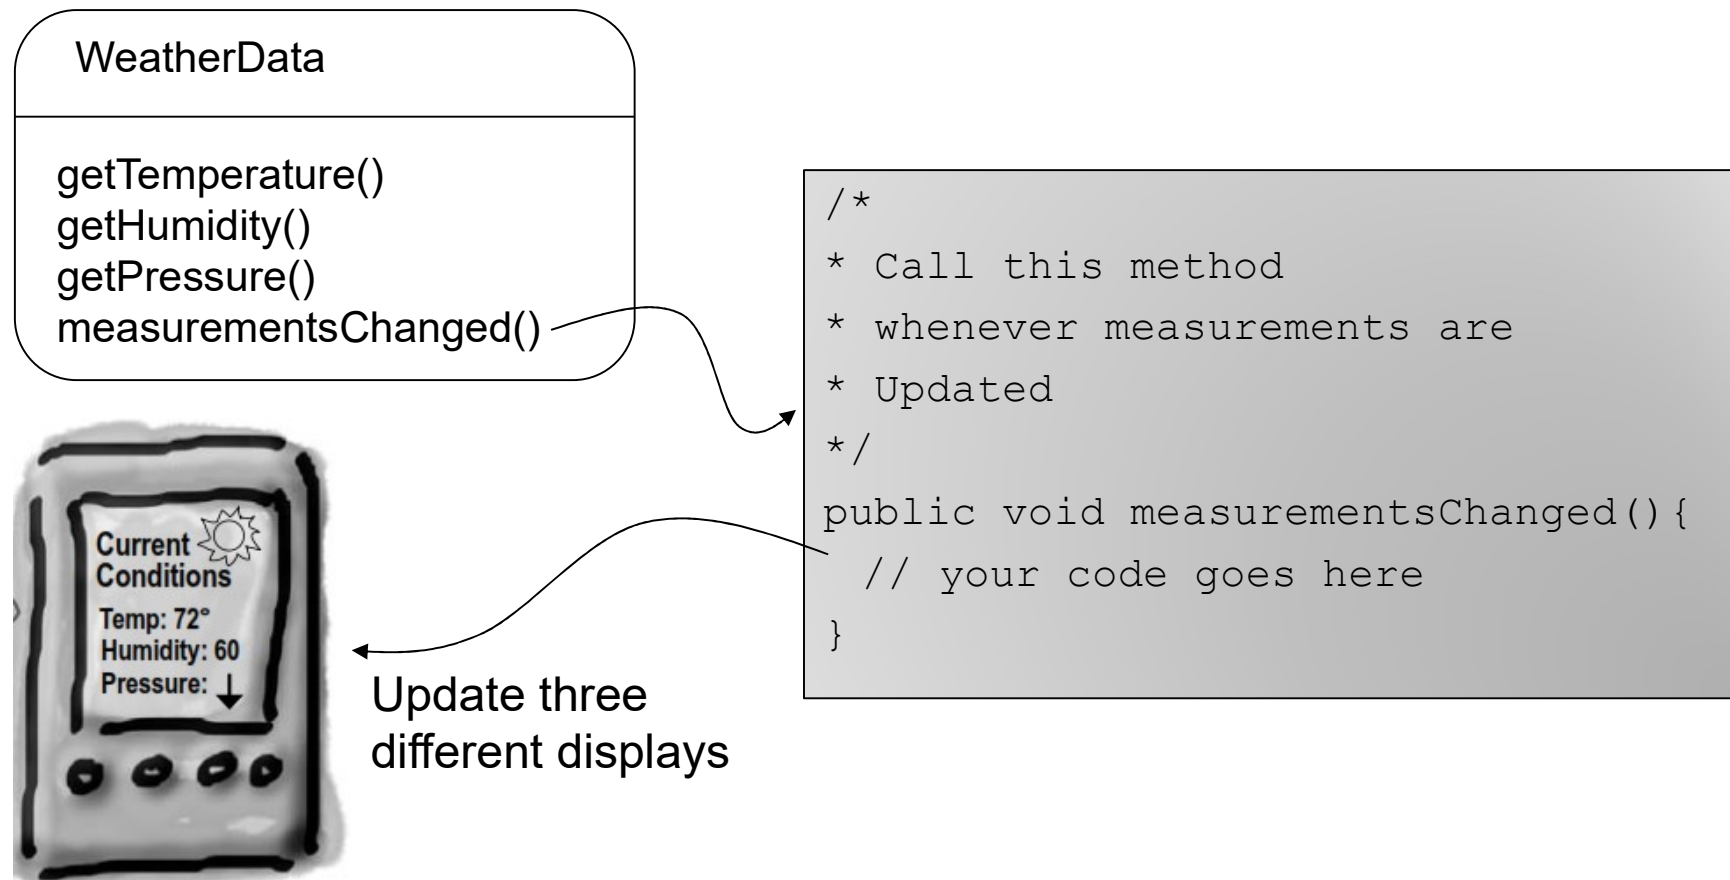 WeatherData
getTemperature()
getHumidity()
getPressure()
measurementsChanged()
/*
* Call this method
* whenever measurements are
* Updated
*/
public void measurementsChanged(){
// your code goes here
}
Current
Conditions
Temp: 72°
Humidity: 60
Pressure: ↓
Update three
different displays